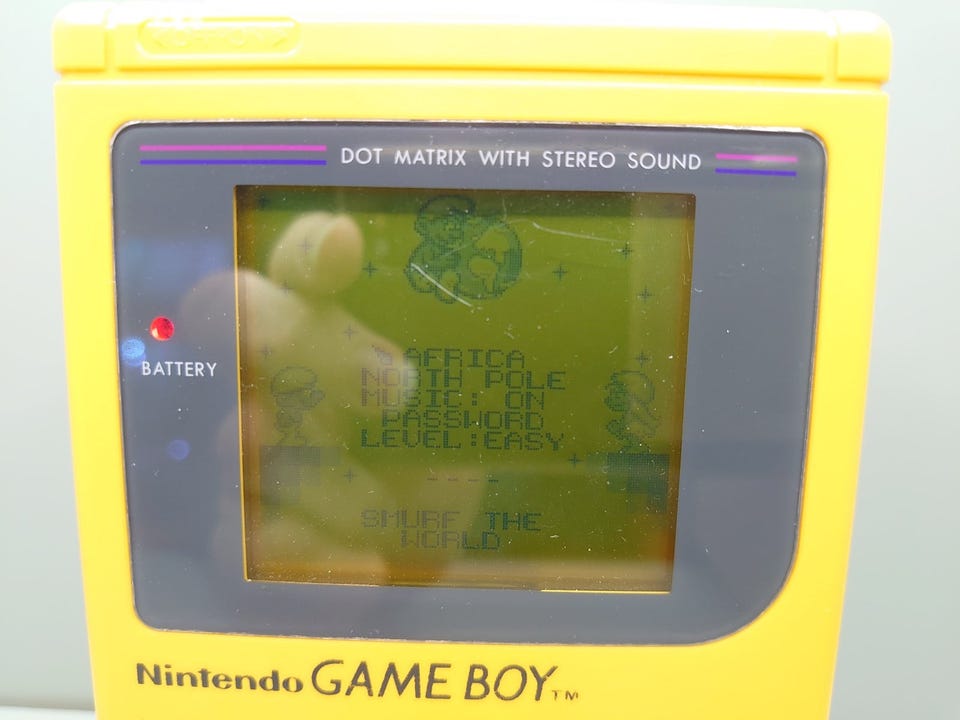 DOT MATRIX WITH STEREO SOUND
BATTERY
AFRICA
NORTH POLE
MUSIC: ON
PASSWORD
LEVEL:EASY
----
SMURF THE
WORLD
Nintendo GAME BOY TM